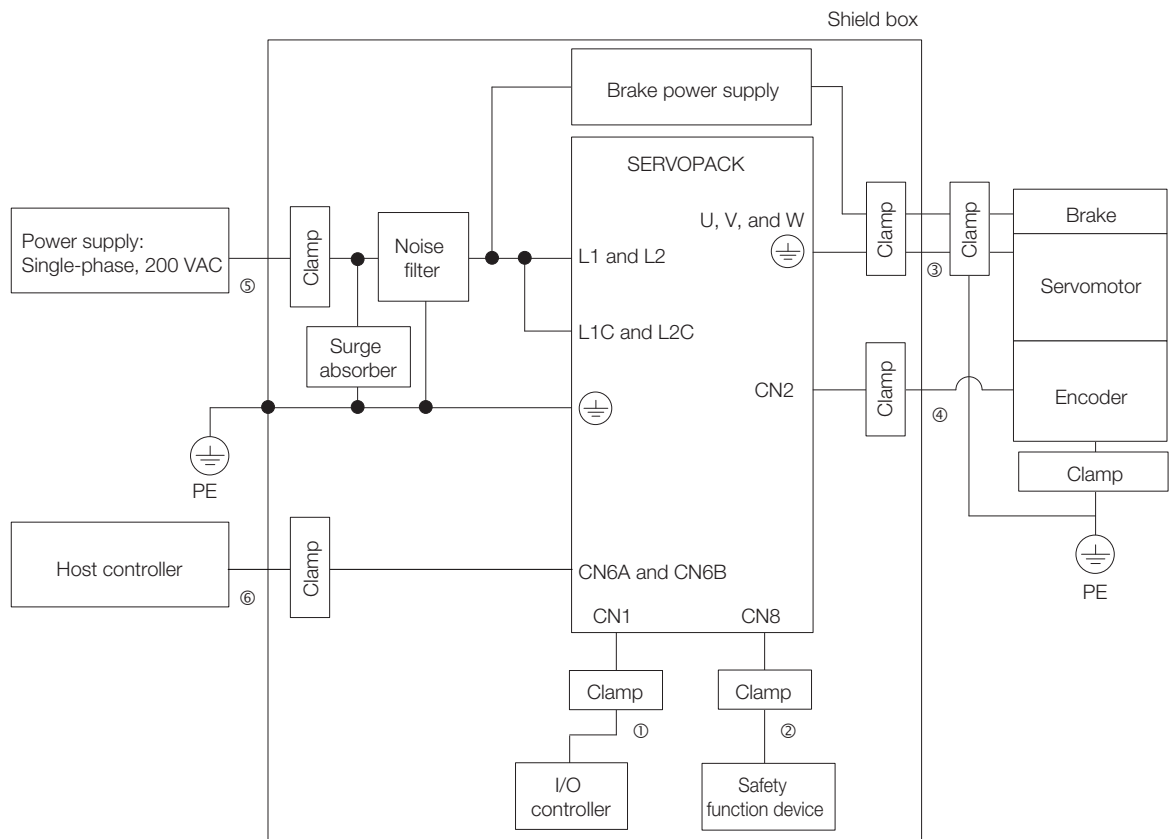 Shield box
Brake power supply
SERVOPACK
U, V, and W
Clamp
Clamp
Brake
Power supply:
Single-phase, 200 VAC
Clamp
Noise
filter
L1 and L2
⑤
③
Servomotor
Surge
absorber
L1C and L2C
CN2
Clamp
Encoder
④
PE
Clamp
Host controller
Clamp
CN6A and CN6B
⑥
PE
CN1
CN8
Clamp
Clamp
①
②
I/O
controller
Safety
function device